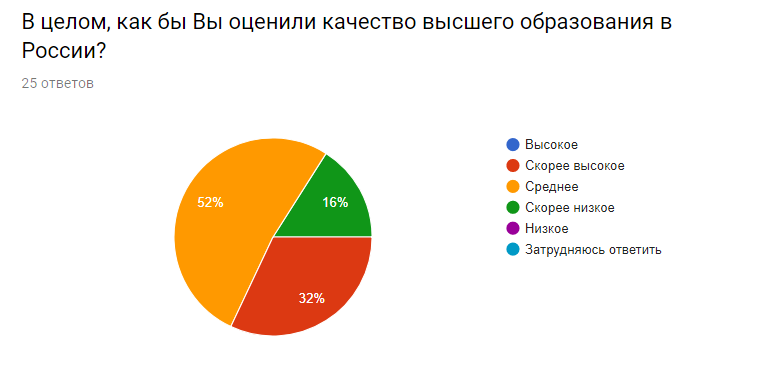 В целом, как бы Вы оценили качество высшего образования в
России?
25 ответов
52%
16%
32%
Высокое
Скорее высокое
Среднее
Скорее низкое
Низкое
Затрудняюсь ответить